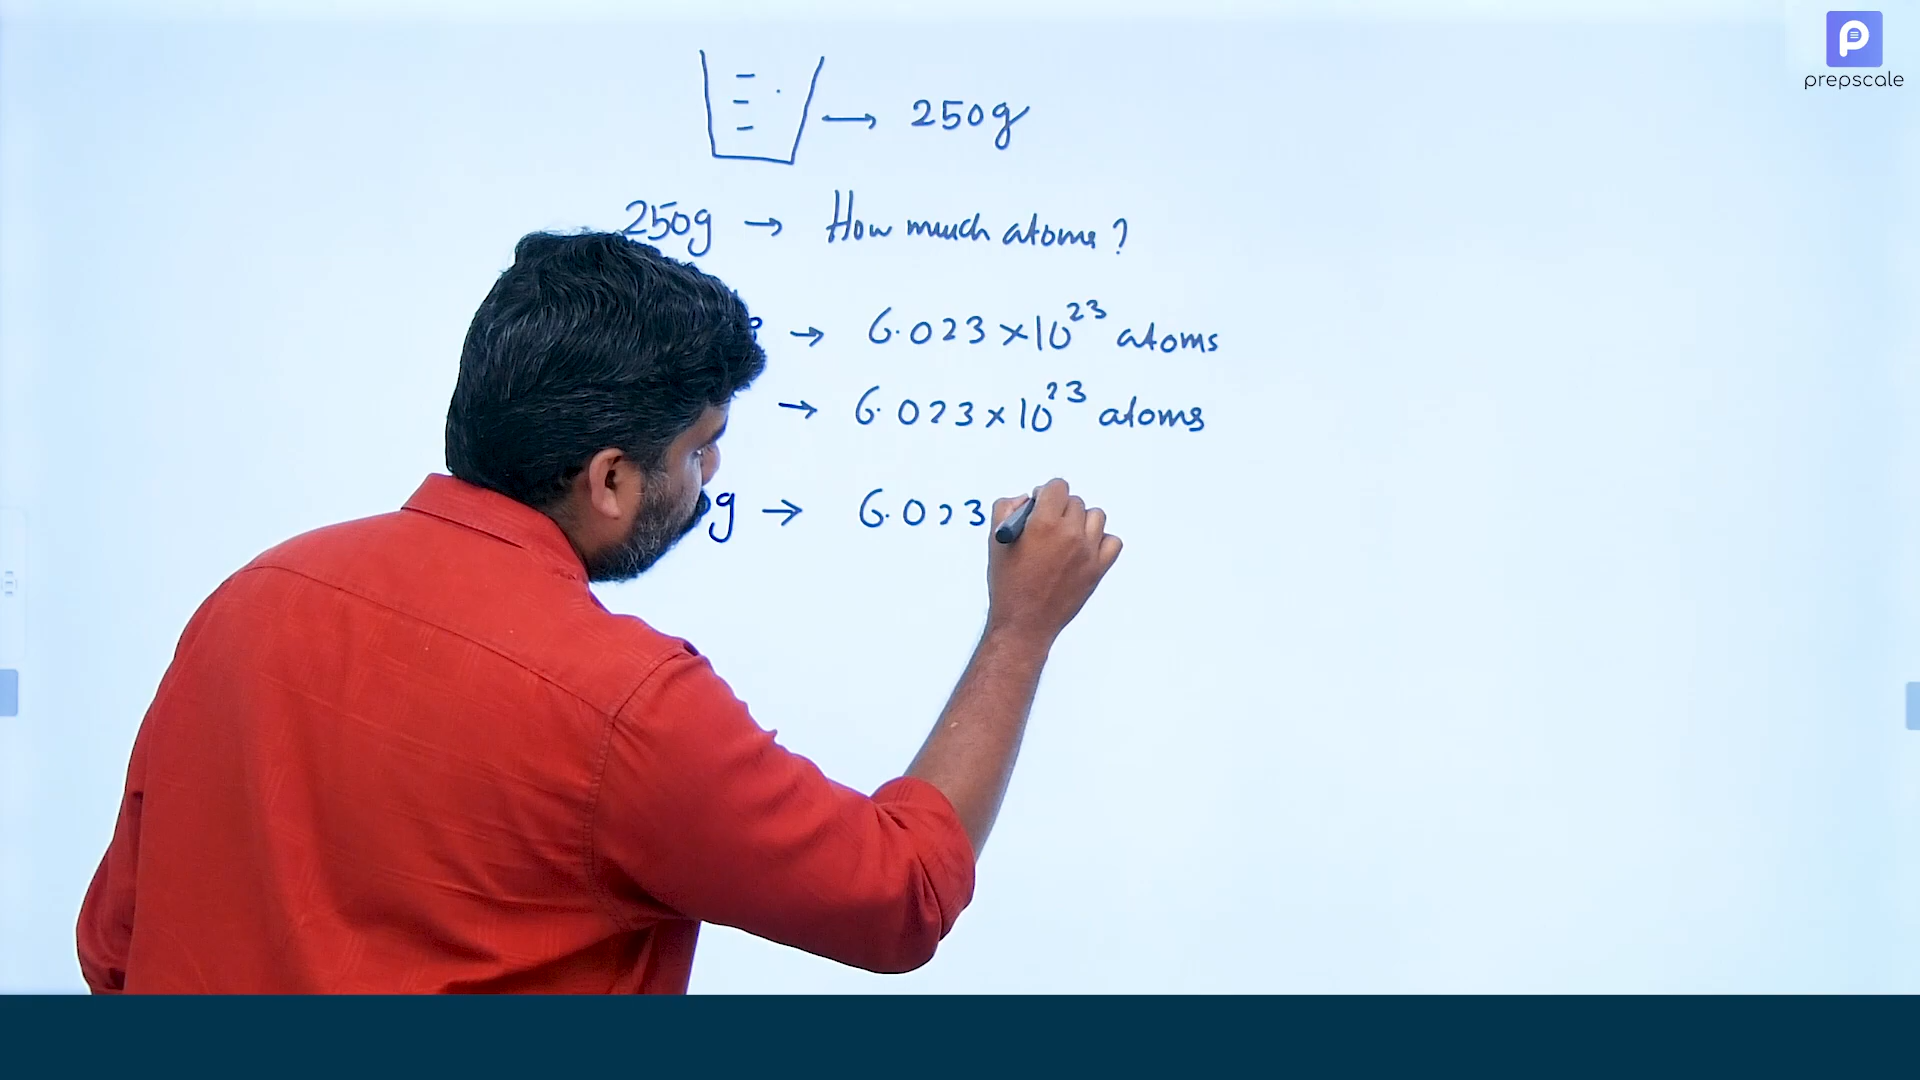 prepscale
→ 250g
250g → How much atoms ?
→ 6.023 × 10²³ atoms
→ 6.023 × 10²³ atoms
g → 6.023